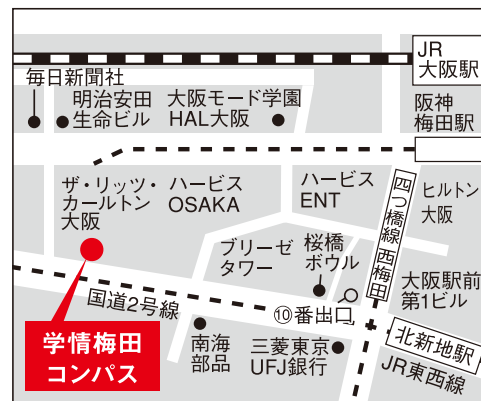 JR
大阪駅
毎日新聞社
明治安田
生命ビル
大阪モード学園
HAL大阪
阪神
梅田駅
ザ・リッツ・
カールトン
大阪
ハービス
OSAKA
ハービス
ENT
四つ橋線 西梅田
ヒルトン
大阪
ブリーゼ
タワー
桜橋
ボウル
大阪駅前
第1ビル
国道2号線
⑩番出口
学情梅田
コンパス
南海
部品
三菱東京
UFJ銀行
北新地駅
JR東西線